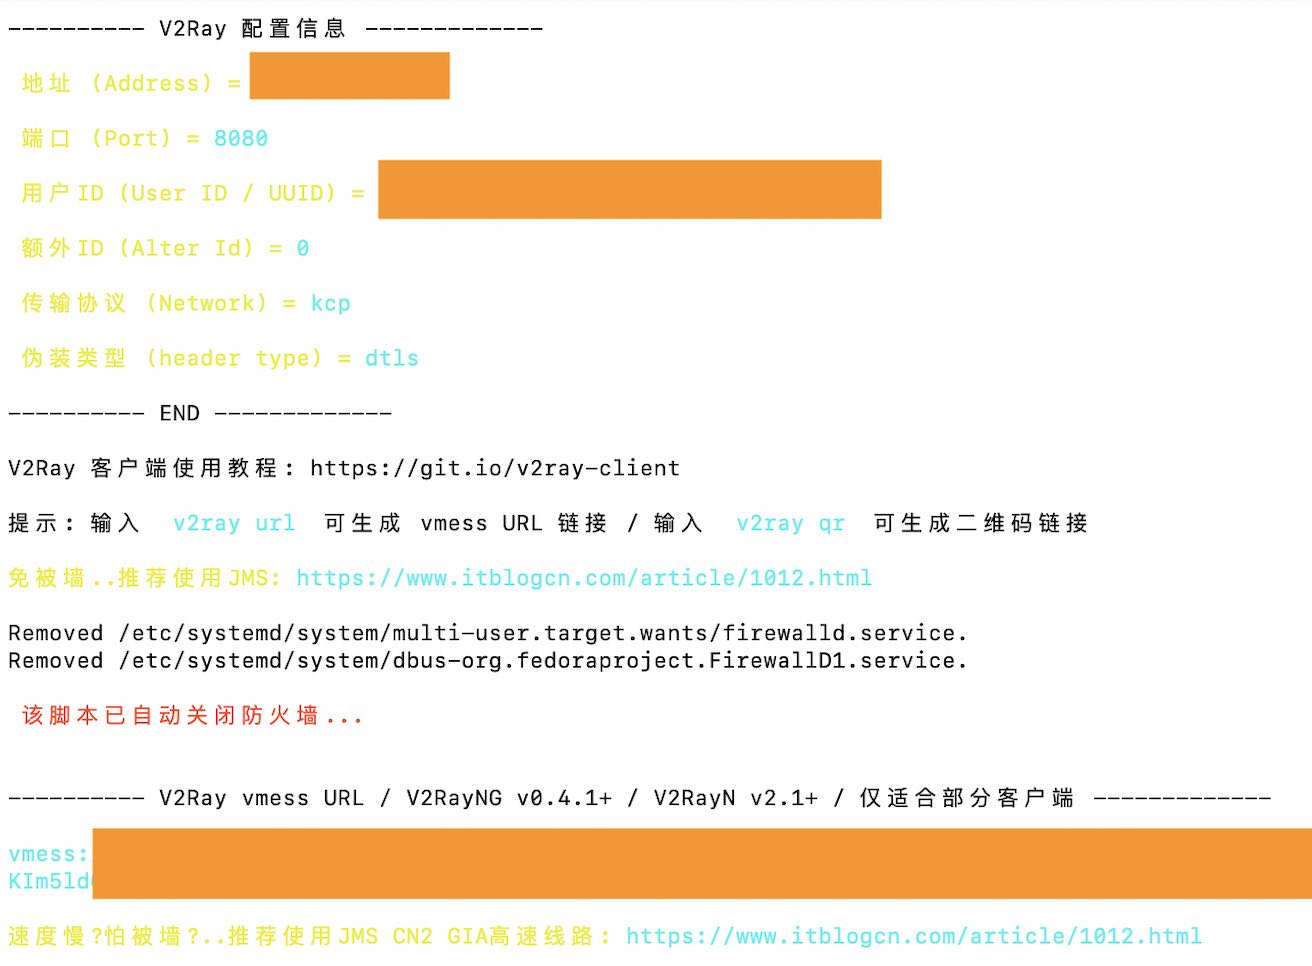 ---------- V2Ray 配置信息 -------------
地址 (Address) =
端口 (Port) = 8080
用户ID (User ID / UUID) =
额外ID (Alter Id) = 0
传输协议 (Network) = kcp
伪装类型 (header type) = dtls
---------- END -------------
V2Ray 客户端使用教程: https://git.io/v2ray-client
提示: 输入 v2ray url 可生成 vmess URL 链接 / 输入 v2ray qr 可生成二维码链接
免被墙..推荐使用JMS: https://www.itblogcn.com/article/1012.html
Removed /etc/systemd/system/multi-user.target.wants/firewalld.service.
Removed /etc/systemd/system/dbus-org.fedoraproject.FirewallD1.service.
该脚本已自动关闭防火墙...
---------- V2Ray vmess URL / V2RayNG v0.4.1+ / V2RayN v2.1+ / 仅适合部分客户端 -------------
vmess:
KIm5ld
速度慢?怕被墙?..推荐使用JMS CN2 GIA高速线路: https://www.itblogcn.com/article/1012.html